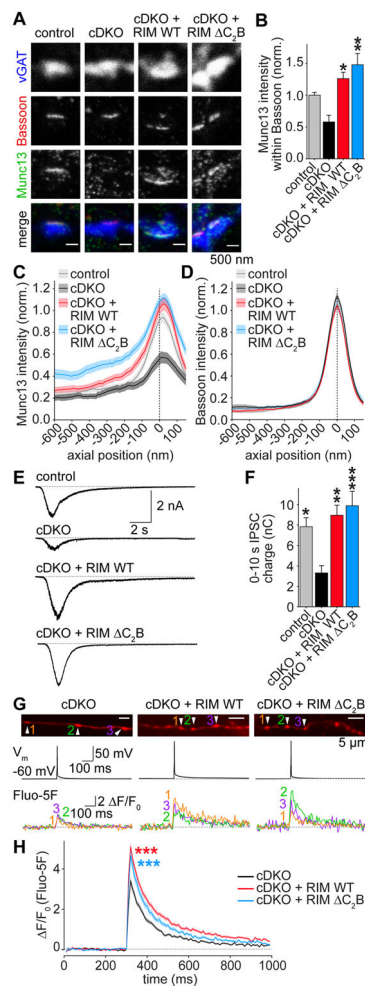 A
control
cDKO
cDKO +
RIM WT
cDKO +
RIM ΔC2B
vGAT
Bassoon
Munc13
merge
500 nm
B
Munc13 intensity
within Bassoon (norm.)
1.5
1.0
0.5
0.0
*
**
control
cDKO
cDKO + RIM WT
cDKO + RIM ΔC2B
C
Munc13 intensity (norm.)
1.2
1.0
0.8
0.6
0.4
0.2
0.0
control
cDKO
cDKO +
RIM WT
cDKO +
RIM ΔC2B
-600
-500
-400
-300
-200
-100
0
100
axial position (nm)
D
Bassoon intensity (norm.)
1.2
1.0
0.8
0.6
0.4
0.2
0.0
-600
-500
-400
-300
-200
-100
0
100
axial position (nm)
E
control
2 nA
2 s
cDKO
cDKO + RIM WT
cDKO + RIM ΔC2B
F
0-10 s IPSC
charge (nC)
10
8
6
4
2
0
*
**
***
control
cDKO
cDKO + RIM WT
cDKO + RIM ΔC2B
G
cDKO
cDKO + RIM WT
cDKO + RIM ΔC2B
1 2 3
1 2 3
1 2 3
5 μm
Vm
-60 mV
50 mV
100 ms
Fluo-5F
2 ΔF/F0
100 ms
1 2 3
1 2 3
1 2 3
H
ΔF/F0 (Fluo-5F)
6
4
2
0
***
***
cDKO
cDKO + RIM WT
cDKO + RIM ΔC2B
0 200 400 600 800 1000
time (ms)